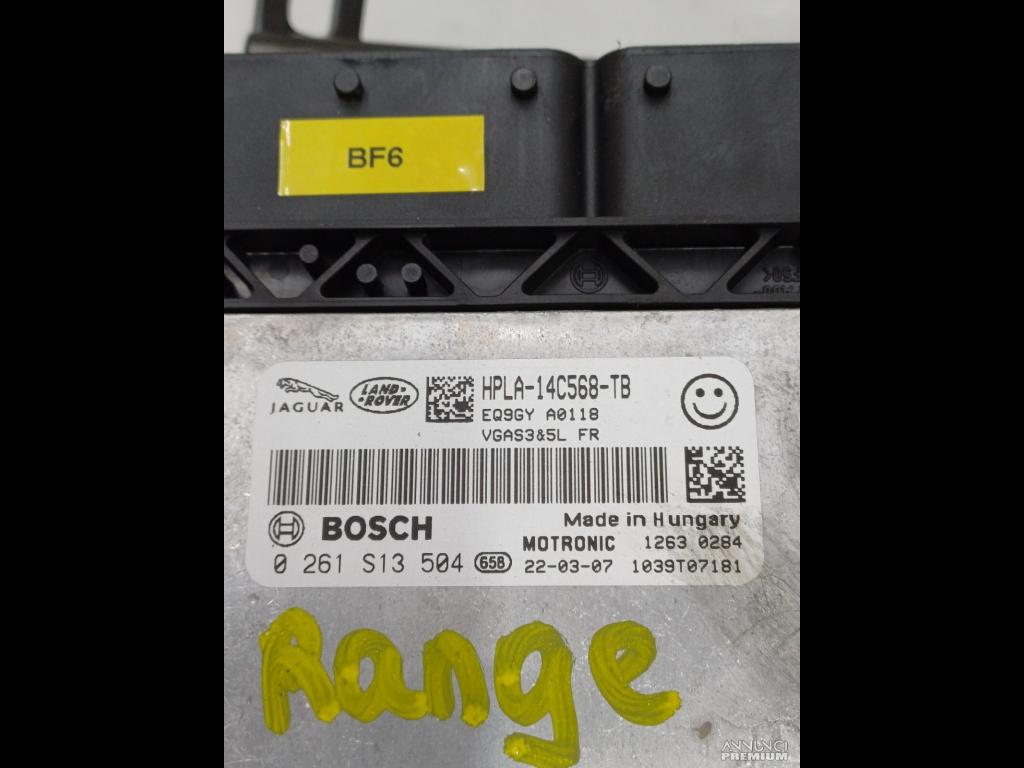 BF6
JAGUAR
LAND-
ROVER
HPLA-14C568-TB
EQ9GY A0118
VGAS3&5L FR
BOSCH
Made in Hungary
MOTRONIC 1263 0284
0 261 S13 504 658 22-03-07 1039T07181
Range
ANNUNCI
PREMIUM